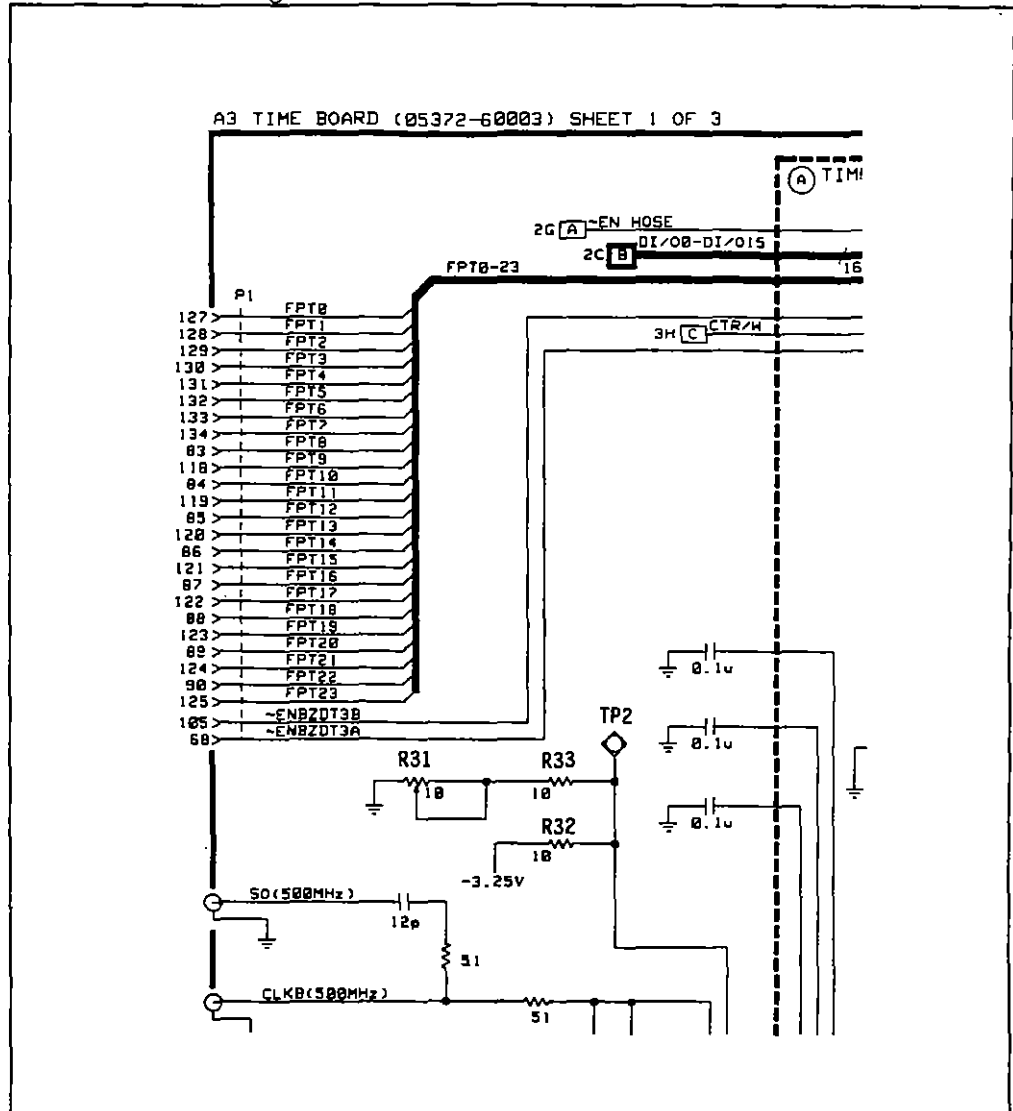 A3 TIME BOARD (05372-60003) SHEET 1 OF 3
A
2G A ~EN HOSE
2C B DI/O0-DI/O15
16
FPT0-23
P1
3H C CTR/W
127 FPT0
128 FPT1
129 FPT2
130 FPT3
131 FPT4
132 FPT5
133 FPT6
134 FPT7
83 FPT8
118 FPT9
84 FPT10
119 FPT11
85 FPT12
120 FPT13
86 FPT14
121 FPT15
87 FPT16
122 FPT17
88 FPT18
123 FPT19
89 FPT20
124 FPT21
90 FPT22
125 FPT23
105 ~ENBZDT3B
68 ~ENBZDT3A
0.1u
TP2
0.1u
R31 R33
10 10
0.1u
R32
10
-3.25V
SO(500MHz)
12p
51
CLKB(500MHz)
51